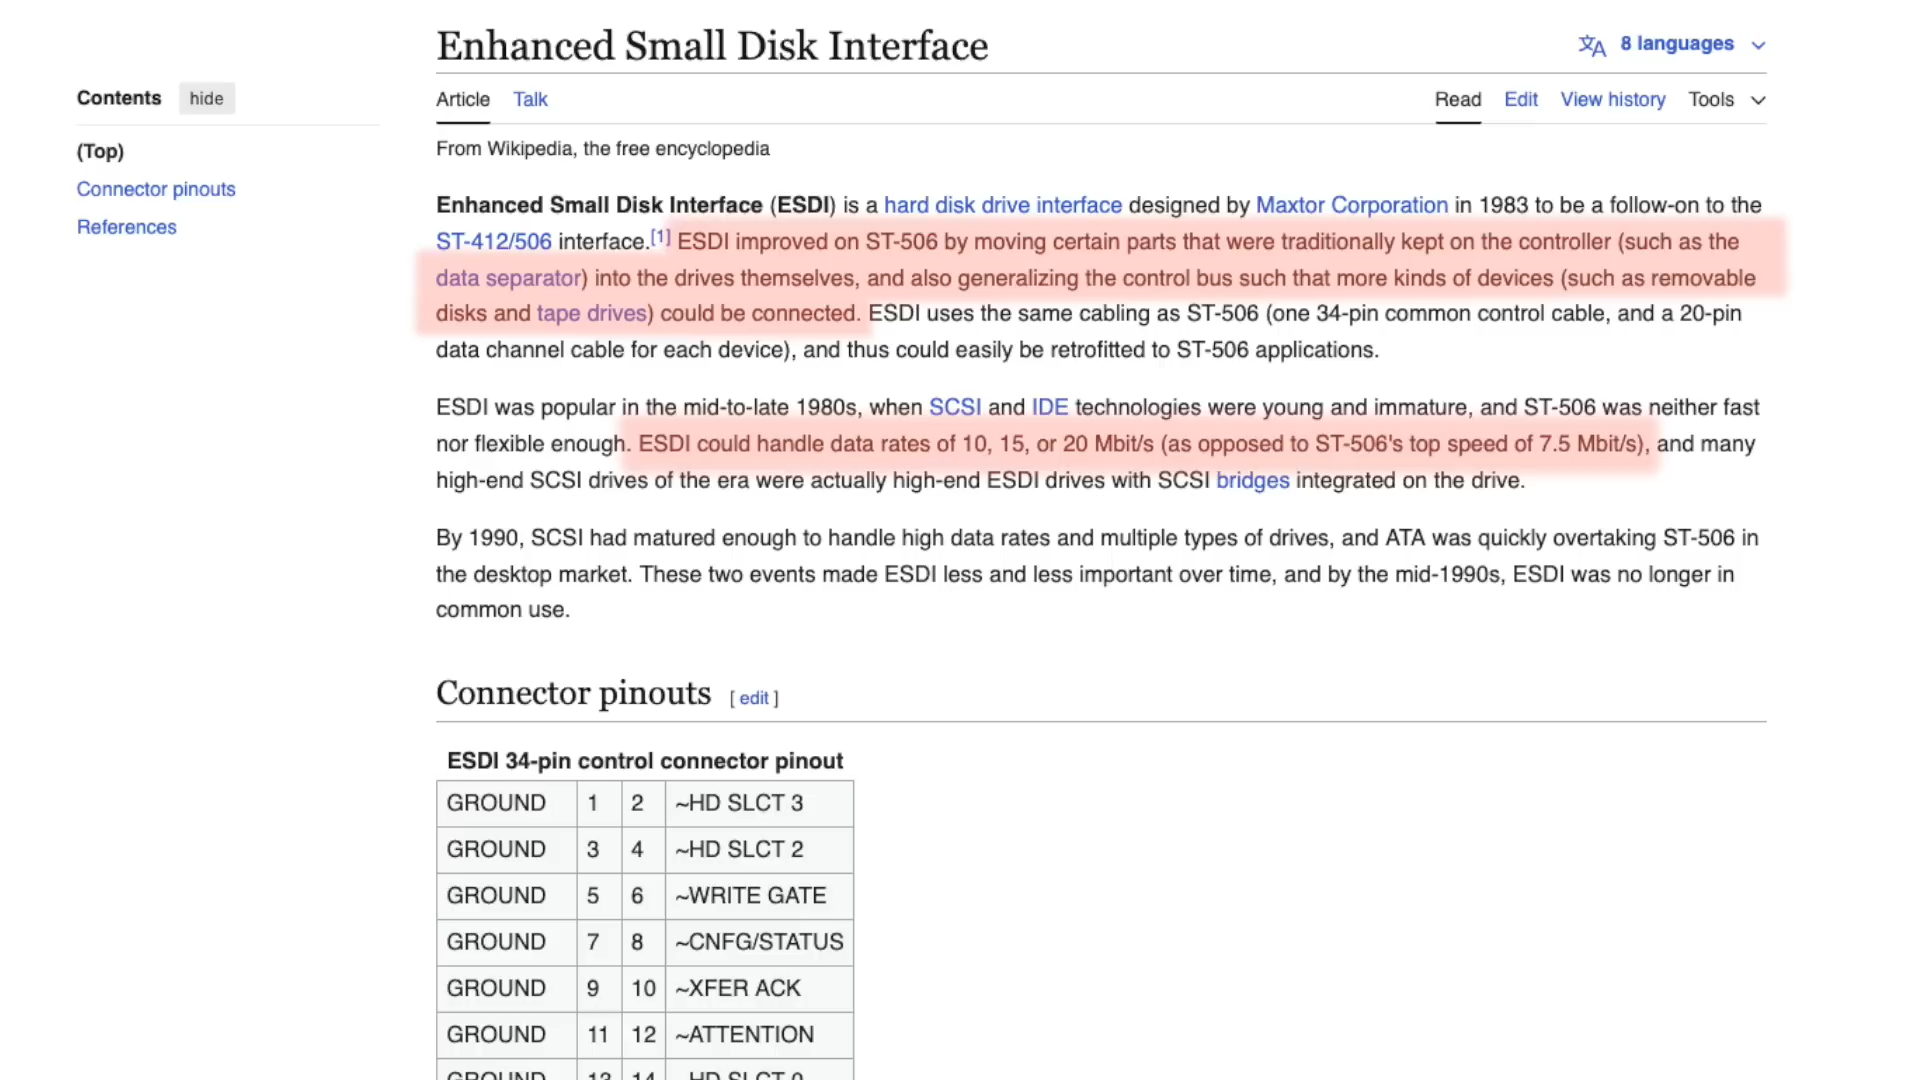 Enhanced Small Disk Interface
8 languages
Contents hide
Article Talk
Read Edit View history Tools
(Top)
Connector pinouts
References
From Wikipedia, the free encyclopedia
Enhanced Small Disk Interface (ESDI) is a hard disk drive interface designed by Maxtor Corporation in 1983 to be a follow-on to the
ST-412/506 interface.[1] ESDI improved on ST-506 by moving certain parts that were traditionally kept on the controller (such as the
data separator) into the drives themselves, and also generalizing the control bus such that more kinds of devices (such as removable
disks and tape drives) could be connected. ESDI uses the same cabling as ST-506 (one 34-pin common control cable, and a 20-pin
data channel cable for each device), and thus could easily be retrofitted to ST-506 applications.
ESDI was popular in the mid-to-late 1980s, when SCSI and IDE technologies were young and immature, and ST-506 was neither fast
nor flexible enough. ESDI could handle data rates of 10, 15, or 20 Mbit/s (as opposed to ST-506's top speed of 7.5 Mbit/s), and many
high-end SCSI drives of the era were actually high-end ESDI drives with SCSI bridges integrated on the drive.
By 1990, SCSI had matured enough to handle high data rates and multiple types of drives, and ATA was quickly overtaking ST-506 in
the desktop market. These two events made ESDI less and less important over time, and by the mid-1990s, ESDI was no longer in
common use.
Connector pinouts [ edit ]
ESDI 34-pin control connector pinout
GROUND 1 2 ~HD SLCT 3
GROUND 3 4 ~HD SLCT 2
GROUND 5 6 ~WRITE GATE
GROUND 7 8 ~CNFG/STATUS
GROUND 9 10 ~XFER ACK
GROUND 11 12 ~ATTENTION
GROUND 13 14 HD SLCT 0